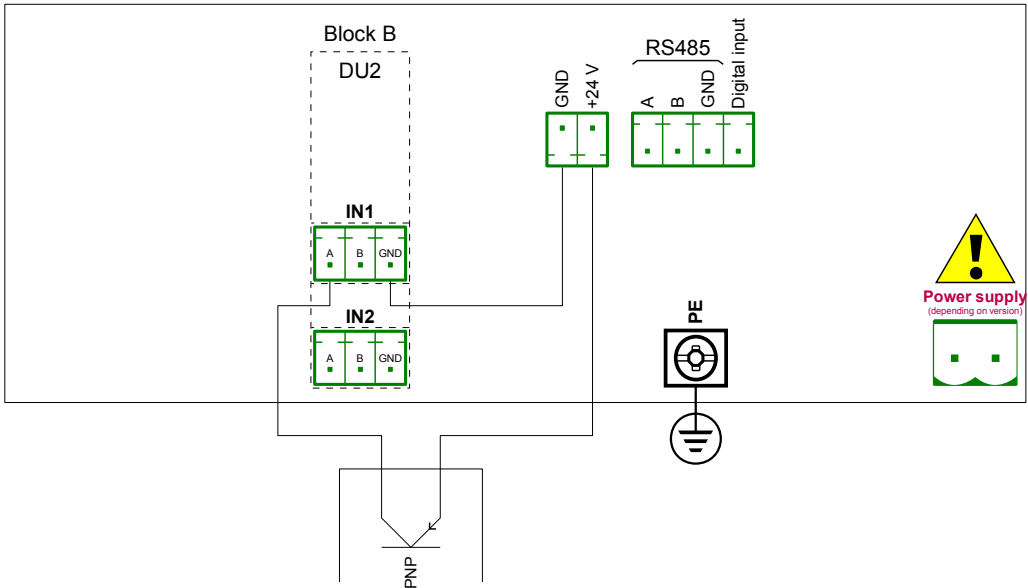 Block B
DU2
GND
+24 V
RS485
A
B
GND
Digital input
IN1
A B GND
IN2
A B GND
PE
Power supply
(depending on version)
PNP